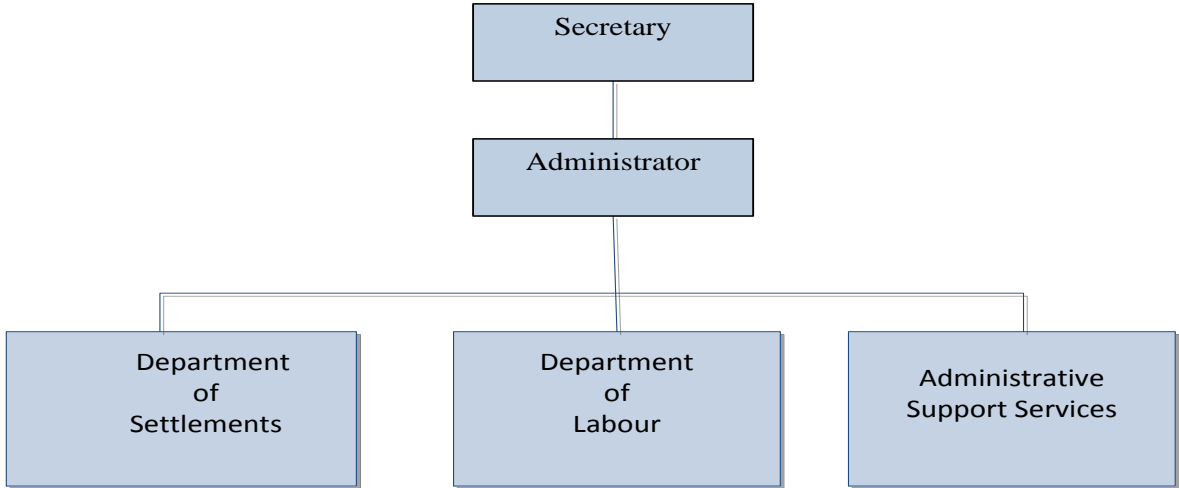 Secretary
Administrator
Department
of
Settlements
Department
of
Labour
Administrative
Support Services